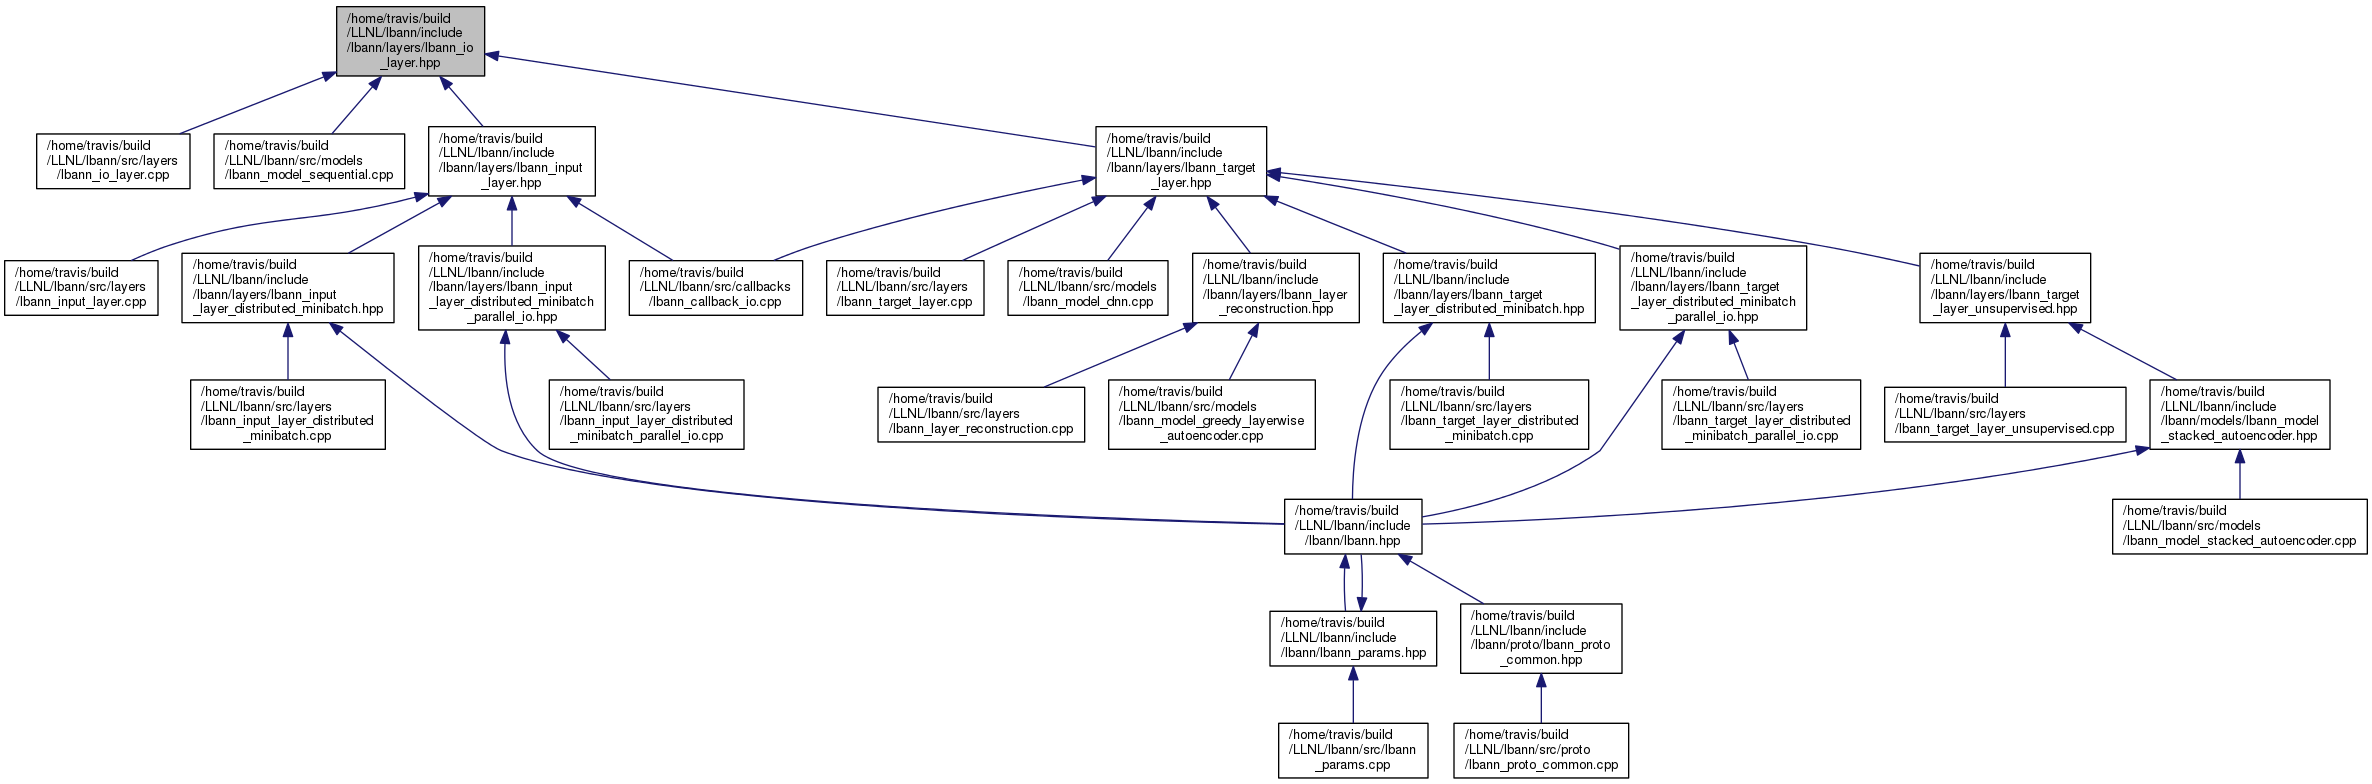 /home/travis/build
/LLNL/lbann/include
/lbann/layers/lbann_io
_layer.hpp
/home/travis/build
/LLNL/lbann/src/layers
/lbann_io_layer.cpp
/home/travis/build
/LLNL/lbann/src/models
/lbann_model_sequential.cpp
/home/travis/build
/LLNL/lbann/include
/lbann/layers/lbann_input
_layer.hpp
/home/travis/build
/LLNL/lbann/include
/lbann/layers/lbann_target
_layer.hpp
/home/travis/build
/LLNL/lbann/src/layers
/lbann_input_layer.cpp
/home/travis/build
/LLNL/lbann/include
/lbann/layers/lbann_input
_layer_distributed_minibatch.hpp
/home/travis/build
/LLNL/lbann/include
/lbann/layers/lbann_input
_layer_distributed_minibatch
_parallel_io.hpp
/home/travis/build
/LLNL/lbann/src/callbacks
/lbann_callback_io.cpp
/home/travis/build
/LLNL/lbann/src/layers
/lbann_target_layer.cpp
/home/travis/build
/LLNL/lbann/src/models
/lbann_model_dnn.cpp
/home/travis/build
/LLNL/lbann/include
/lbann/layers/lbann_layer
_reconstruction.hpp
/home/travis/build
/LLNL/lbann/include
/lbann/layers/lbann_target
_layer_distributed_minibatch.hpp
/home/travis/build
/LLNL/lbann/include
/lbann/layers/lbann_target
_layer_distributed_minibatch
_parallel_io.hpp
/home/travis/build
/LLNL/lbann/include
/lbann/layers/lbann_target
_layer_unsupervised.hpp
/home/travis/build
/LLNL/lbann/src/layers
/lbann_input_layer_distributed
_minibatch.cpp
/home/travis/build
/LLNL/lbann/src/layers
/lbann_input_layer_distributed
_minibatch_parallel_io.cpp
/home/travis/build
/LLNL/lbann/src/layers
/lbann_layer_reconstruction.cpp
/home/travis/build
/LLNL/lbann/src/models
/lbann_model_greedy_layerwise
_autoencoder.cpp
/home/travis/build
/LLNL/lbann/src/layers
/lbann_target_layer_distributed
_minibatch.cpp
/home/travis/build
/LLNL/lbann/src/layers
/lbann_target_layer_distributed
_minibatch_parallel_io.cpp
/home/travis/build
/LLNL/lbann/src/layers
/lbann_target_layer_unsupervised.cpp
/home/travis/build
/LLNL/lbann/include
/lbann/models/lbann_model
_stacked_autoencoder.hpp
/home/travis/build
/LLNL/lbann/include
/lbann/lbann.hpp
/home/travis/build
/LLNL/lbann/src/models
/lbann_model_stacked_autoencoder.cpp
/home/travis/build
/LLNL/lbann/include
/lbann/lbann_params.hpp
/home/travis/build
/LLNL/lbann/include
/lbann/proto/lbann_proto
_common.hpp
/home/travis/build
/LLNL/lbann/src/lbann
_params.cpp
/home/travis/build
/LLNL/lbann/src/proto
/lbann_proto_common.cpp